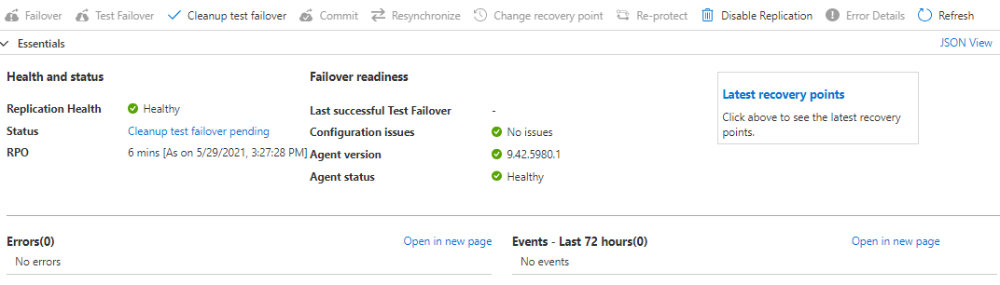 Failover Test Failover Cleanup test failover Commit Resynchronize Change recovery point Re-protect Disable Replication Error Details Refresh
Essentials JSON View
Health and status
Replication Health Healthy
Status Cleanup test failover pending
RPO 6 mins [As on 5/29/2021, 3:27:28 PM]
Failover readiness
Last successful Test Failover -
Configuration issues No issues
Agent version 9.42.5980.1
Agent status Healthy
Latest recovery points
Click above to see the latest recovery
points.
Errors(0) Open in new page
No errors
Events - Last 72 hours(0) Open in new page
No events